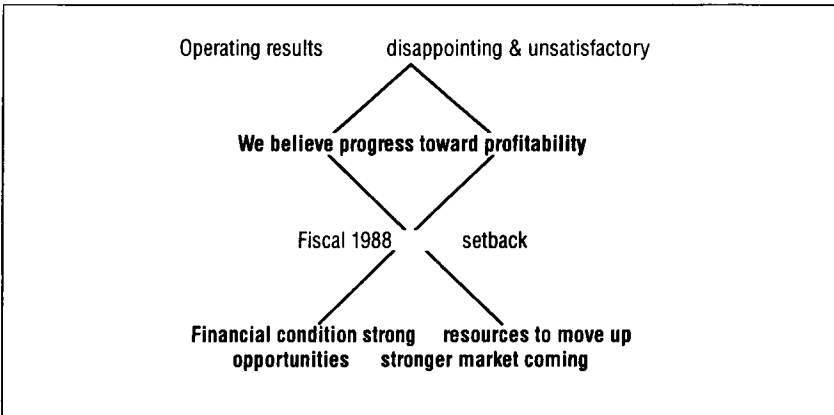 Operating results disappointing & unsatisfactory
We believe progress toward profitability
Fiscal 1988 setback
Financial condition strong resources to move up
opportunities stronger market coming